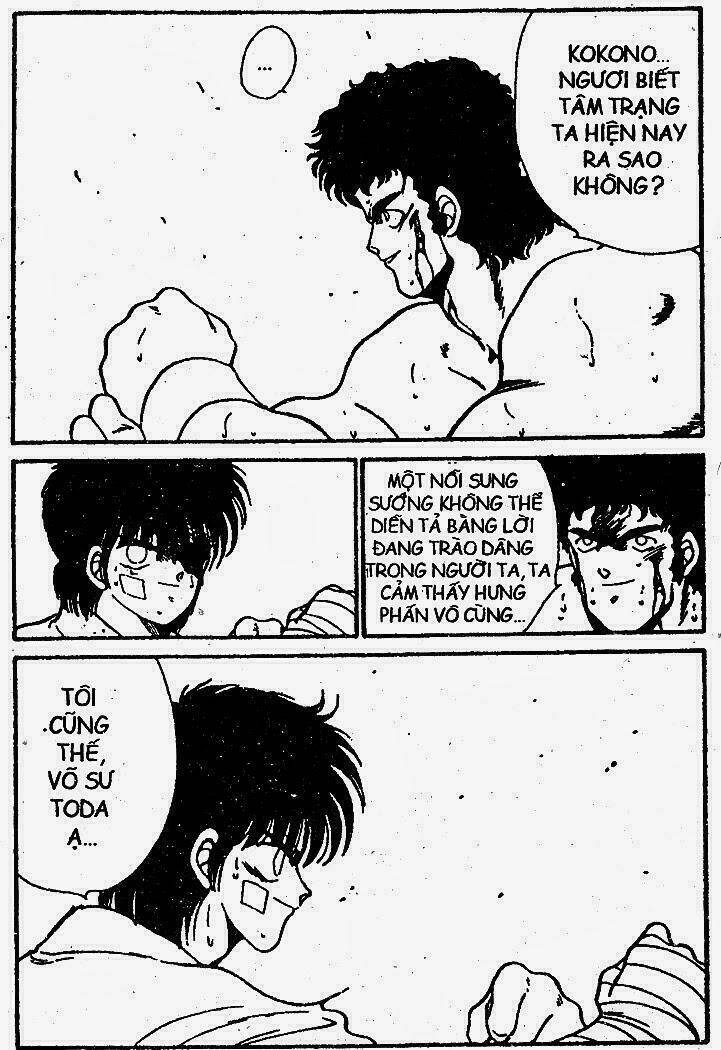 ...
KOKONO...
NGƯƠI BIẾT
TÂM TRẠNG
TA HIỆN NAY
RA SAO
KHÔNG?
MỘT NỖI SUNG
SƯỚNG KHÔNG THỂ
DIỄN TẢ BẰNG LỜI
ĐANG TRÀO DÂNG
TRONG NGƯỜI TA, TA
CẢM THẤY HƯNG
PHẤN VÔ CÙNG...
TÔI
CŨNG
THẾ,
VÕ SƯ
TODA
Ạ...